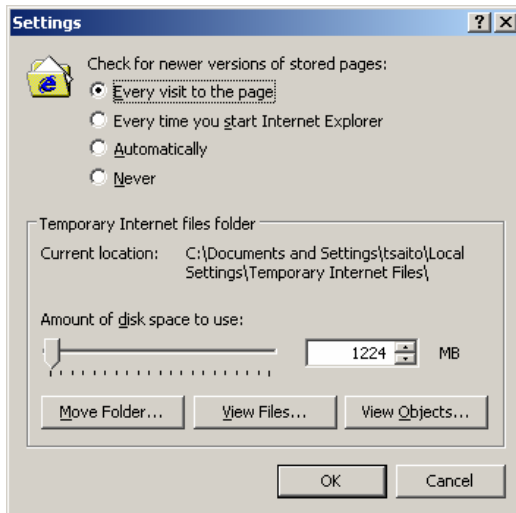 Settings
Check for newer versions of stored pages:
Every visit to the page
Every time you start Internet Explorer
Automatically
Never
Temporary Internet files folder
Current location: C:\Documents and Settings\tsaito\Local
Settings\Temporary Internet Files\
Amount of disk space to use:
1224 MB
Move Folder... View Files... View Objects...
OK Cancel